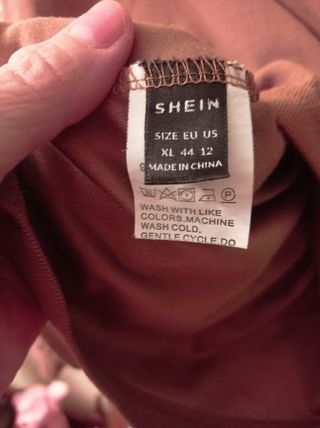 SHEIN
SIZE EU US
XL 44 12
MADE IN CHINA
P
WASH WITH LIKE
COLORS.MACHINE
WASH COLD.
GENTLE CYCLE.DO